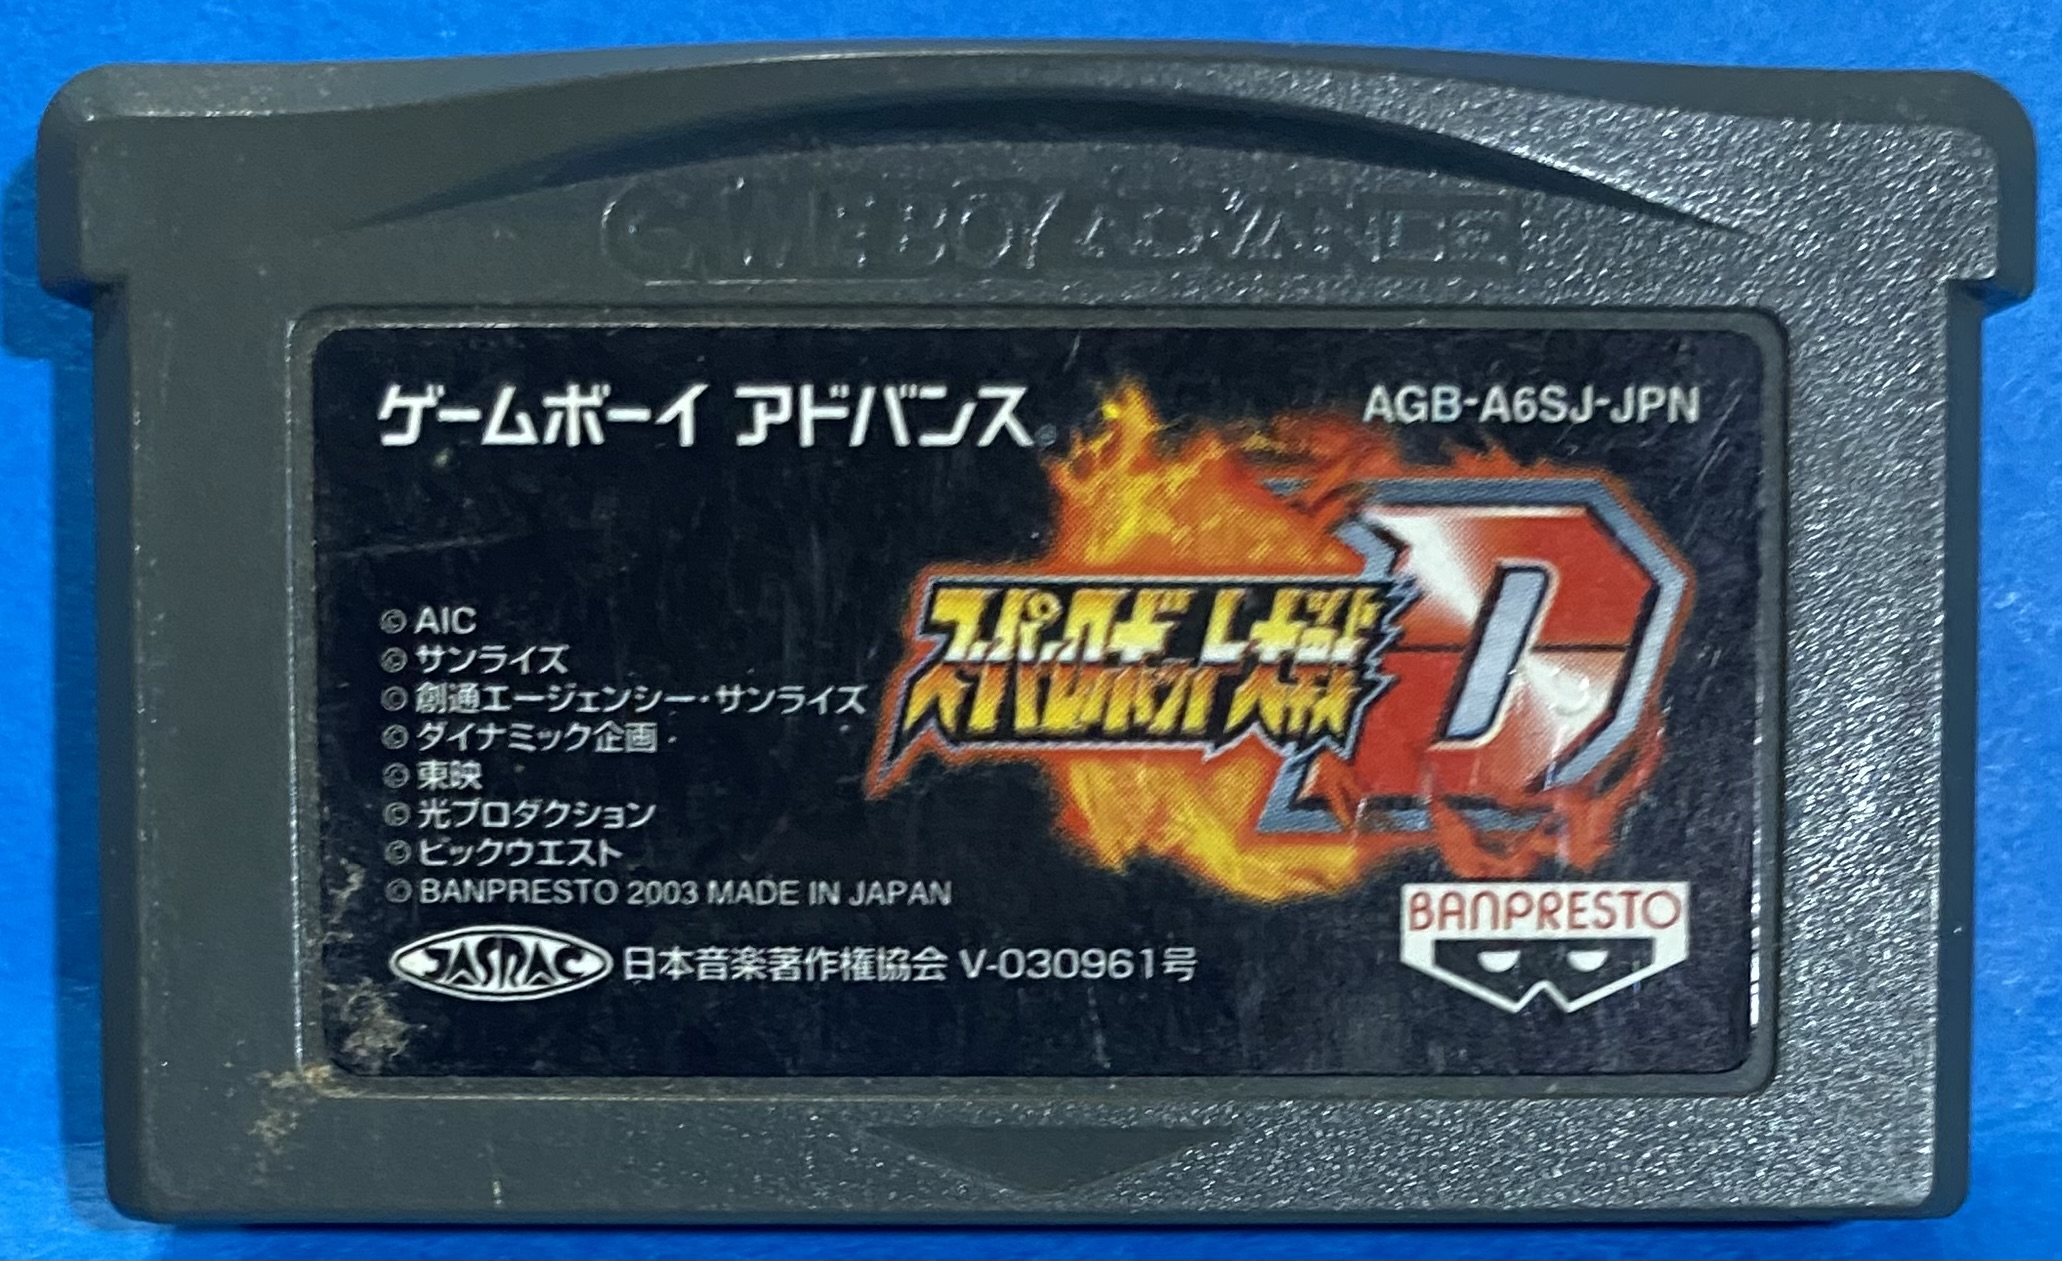 GAME BOY ADVANCE
ゲームボーイ アドバンス
AGB-A6SJ-JPN
スーパーロボット大戦
D
© AIC
© サンライズ
© 創通エージェンシー・サンライズ
© ダイナミック企画
© 東映
© 光プロダクション
© ビックウエスト
© BANPRESTO 2003 MADE IN JAPAN
BANPRESTO
JASRAC 日本音楽著作権協会 V-030961号